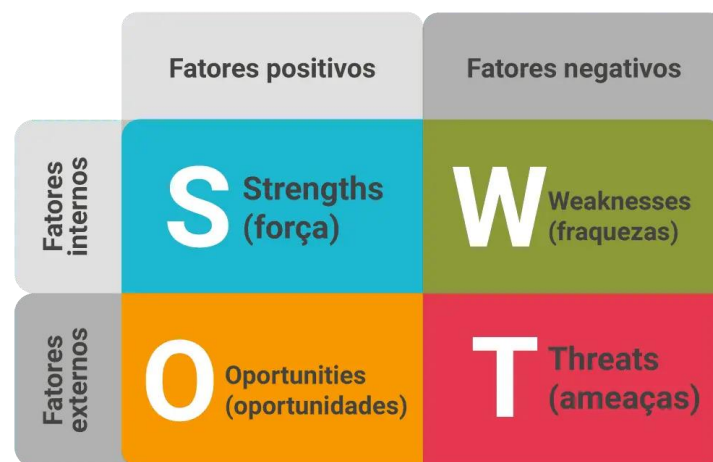 Fatores positivos
Fatores negativos
Fatores
internos
S
Strengths
(força)
W
Weaknesses
(fraquezas)
Fatores
externos
O
Oportunities
(oportunidades)
T
Threats
(ameaças)